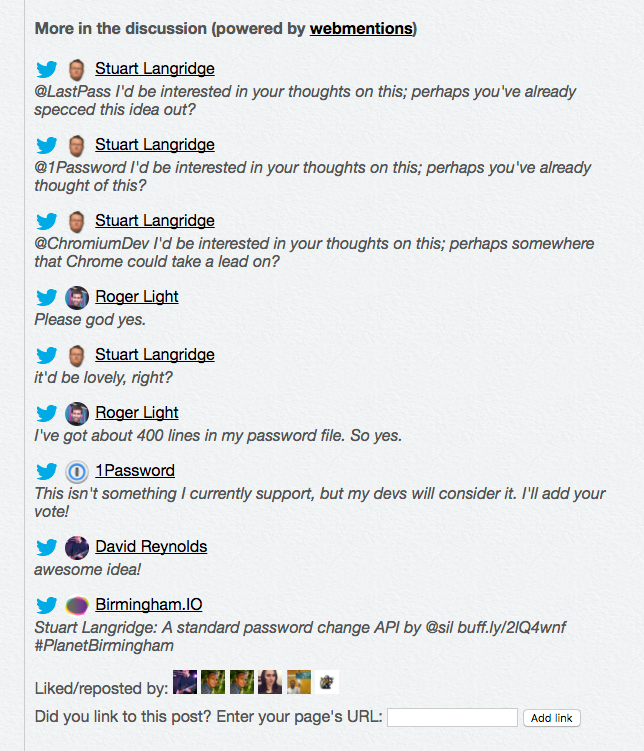 More in the discussion (powered by webmentions)
Stuart Langridge
@LastPass I'd be interested in your thoughts on this; perhaps you've already
specced this idea out?
Stuart Langridge
@1Password I'd be interested in your thoughts on this; perhaps you've already
thought of this?
Stuart Langridge
@ChromiumDev I'd be interested in your thoughts on this; perhaps somewhere
that Chrome could take a lead on?
Roger Light
Please god yes.
Stuart Langridge
it'd be lovely, right?
Roger Light
I've got about 400 lines in my password file. So yes.
1Password
This isn't something I currently support, but my devs will consider it. I'll add your
vote!
David Reynolds
awesome idea!
Birmingham.IO
Stuart Langridge: A standard password change API by @sil buff.ly/2lQ4wnf
#PlanetBirmingham
Liked/reposted by:
Did you link to this post? Enter your page's URL: Add link